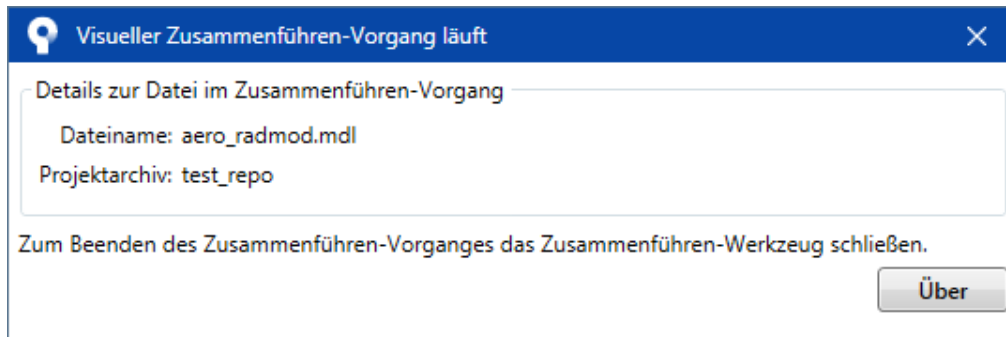 Visueller Zusammenführen-Vorgang läuft
Details zur Datei im Zusammenführen-Vorgang
Dateiname: aero_radmod.mdl
Projektarchiv: test_repo
Zum Beenden des Zusammenführen-Vorganges das Zusammenführen-Werkzeug schließen.
Über